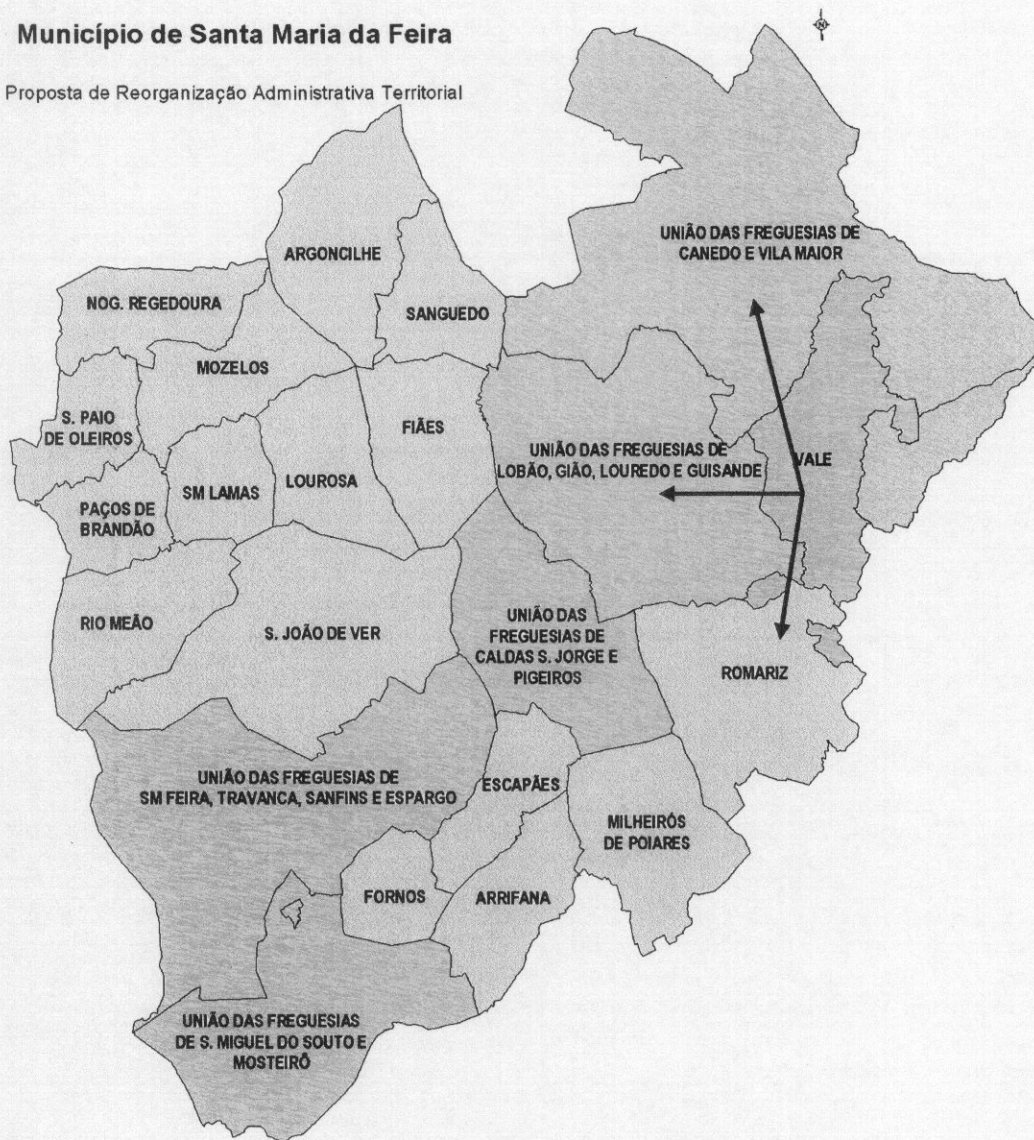 Município de Santa Maria da Feira
Proposta de Reorganização Administrativa Territorial
N
UNIÃO DAS FREGUESIAS DE
CANEDO E VILA MAIOR
ARGONCILHE
NOG. REGEDOURA
SANGUEDO
MOZELOS
S. PAIO
DE OLEIROS
FIÃES
UNIÃO DAS FREGUESIAS DE
LOBÃO, GIÃO, LOUREDO E GUISANDE
VALE
LOUROSA
SM LAMAS
PAÇOS DE
BRANDÃO
RIO MEÃO
S. JOÃO DE VER
UNIÃO DAS
FREGUESIAS DE
CALDAS S. JORGE E
PIGEIROS
ROMARIZ
UNIÃO DAS FREGUESIAS DE
SM FEIRA, TRAVANCA, SANFINS E ESPARGO
ESCAPÃES
MILHEIRÓS
DE POIARES
FORNOS
ARRIFANA
UNIÃO DAS FREGUESIAS
DE S. MIGUEL DO SOUTO E
MOSTEIRÔ